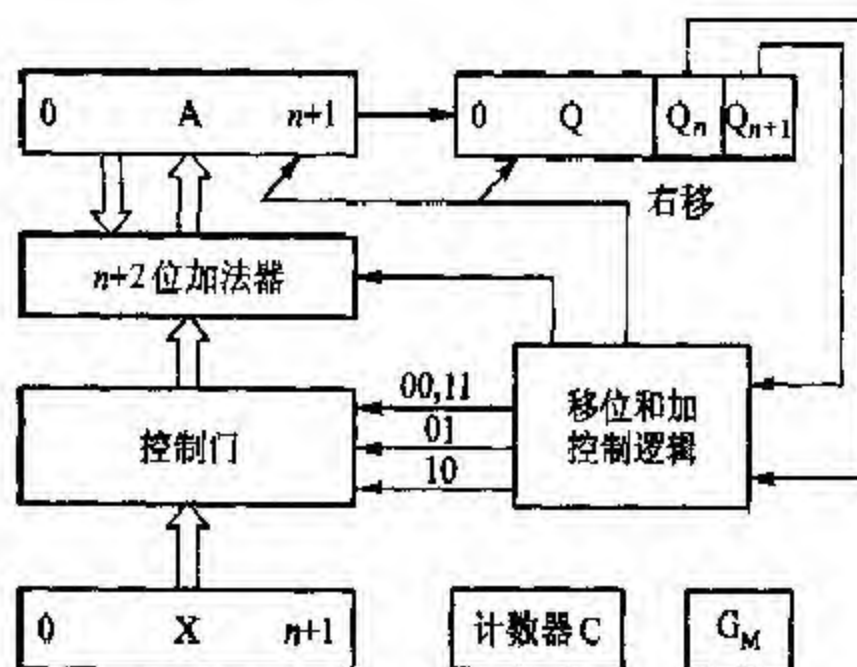 0 A n+1
0 Q Qn Qn+1
右移
n+2位加法器
00,11
01
10
控制门
移位和加
控制逻辑
0 X n+1
计数器C
GM